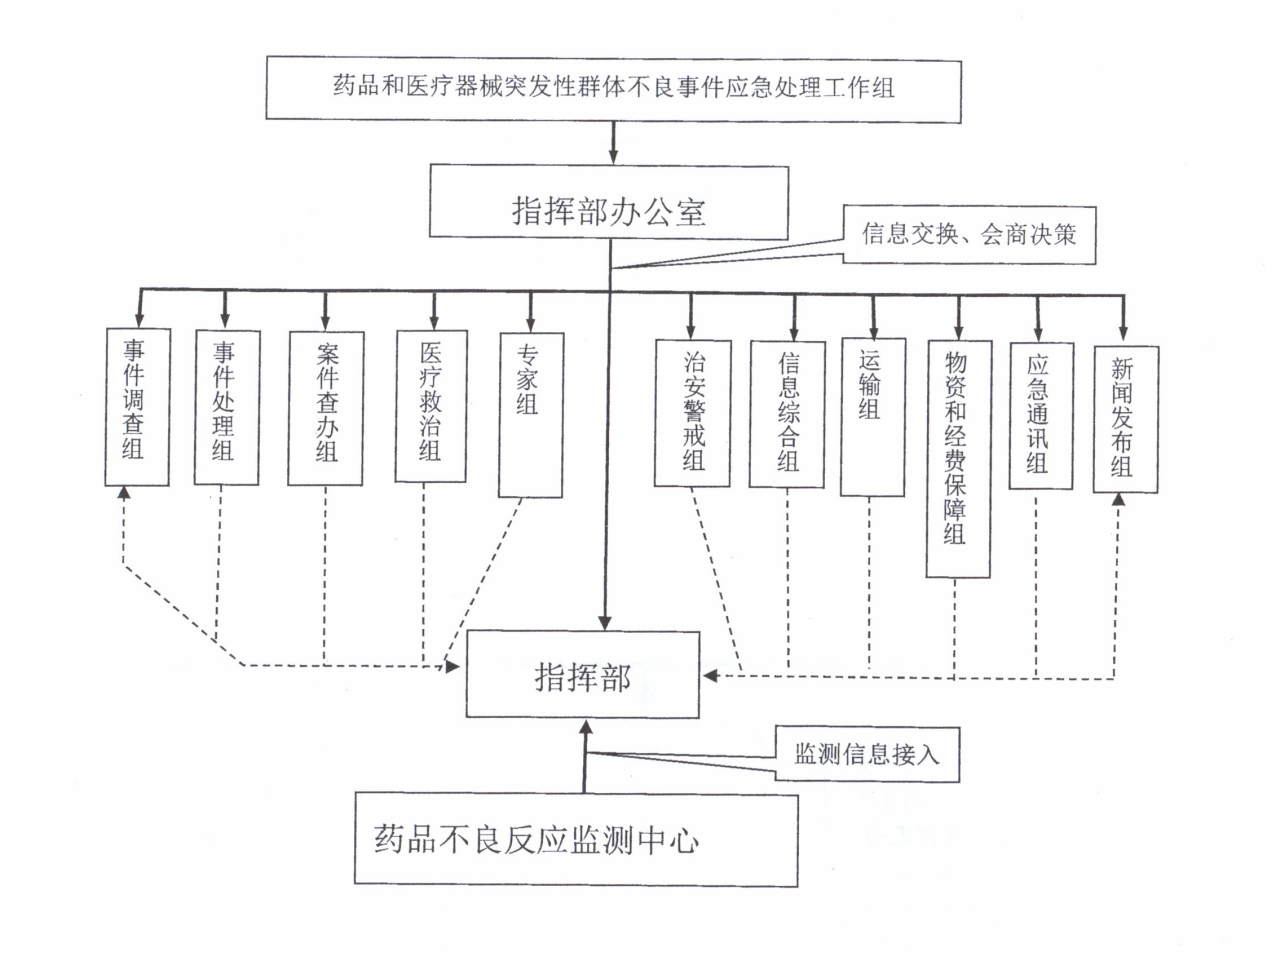 药品和医疗器械突发性群体不良事件应急处理工作组
指挥部办公室
信息交换、会商决策
事件调查组
事件处理组
案件查办组
医疗救治组
专家组
治安警戒组
信息综合组
运输组
物资和经费保障组
应急通讯组
新闻发布组
指挥部
监测信息接入
药品不良反应监测中心